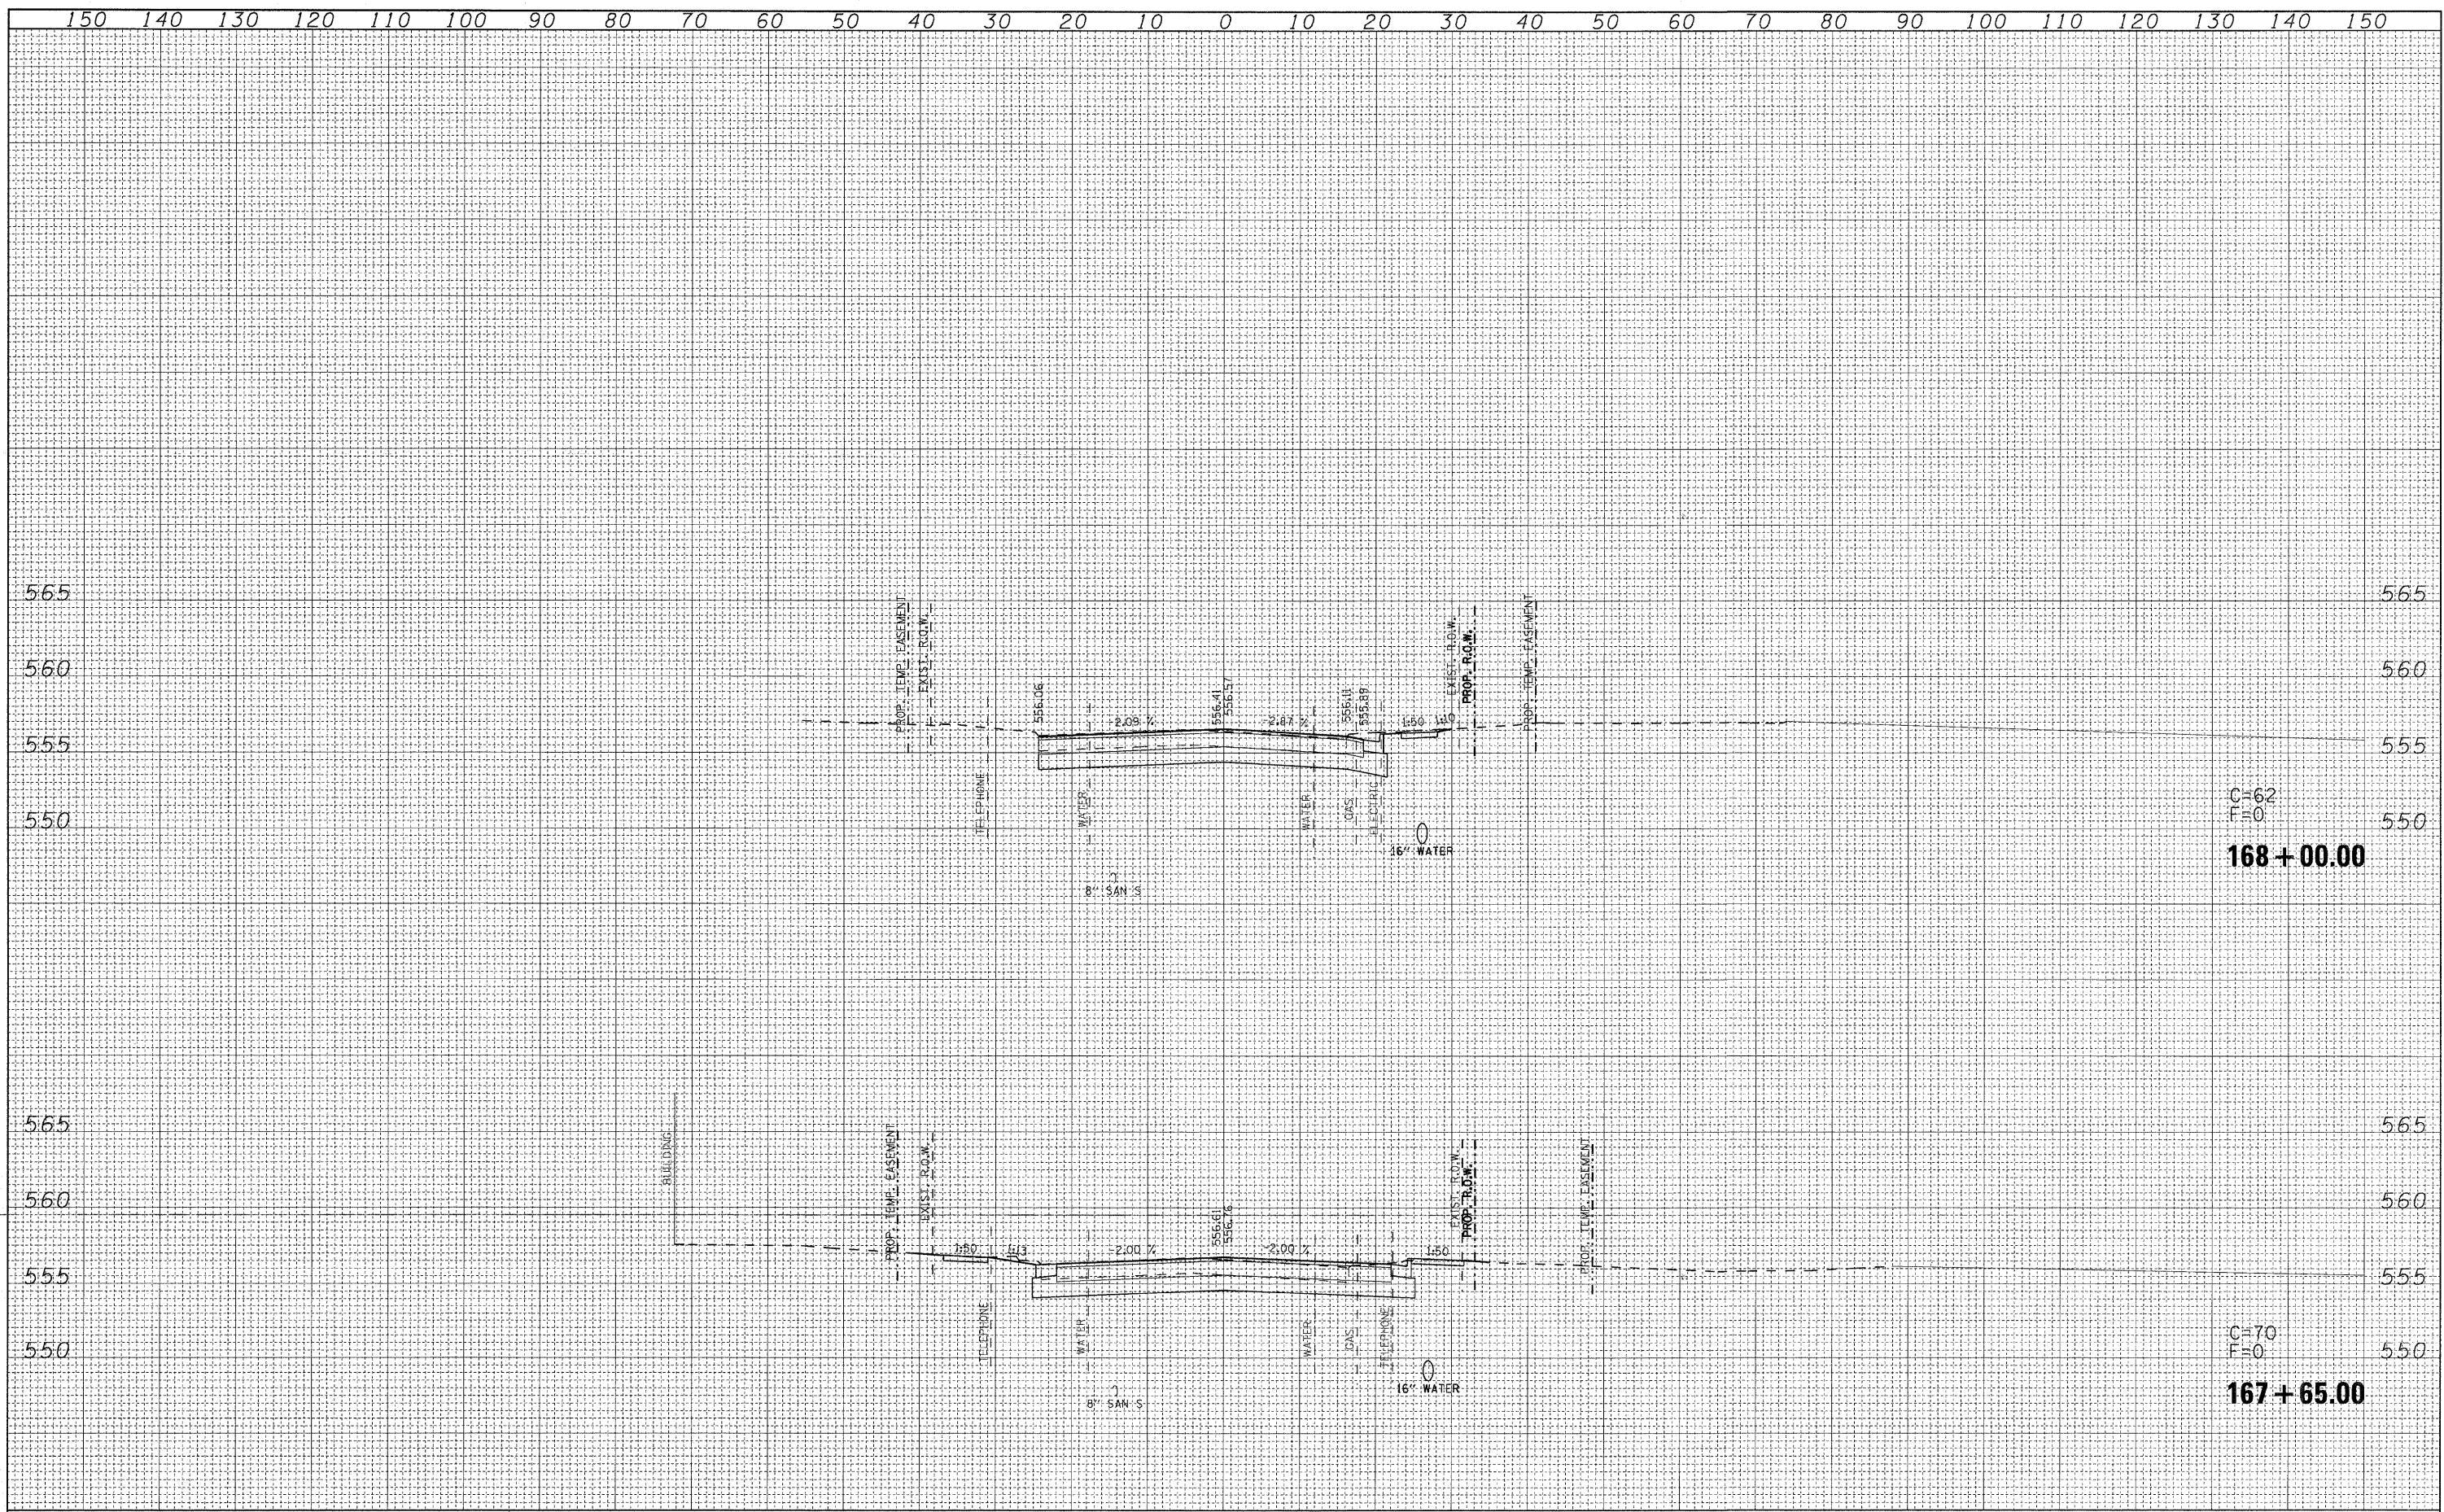 150 140 130 120 110 100 90 80 70 60 50 40 30 20 10 0 10 20 30 40 50 60 70 80 90 100 110 120 130 140 150
565 565
PROP. TEMP. EASEMENT
EXIST. R.O.W.
EXIST. R.O.W.
PROP. R.O.W.
PROP. TEMP. EASEMENT
560 560
556.06
556.41
556.57
556.11
555.89
-2.09 %
-2.87 %
1:50
1:10
555 555
TELEPHONE
WATER
WATER
GAS
ELECTRIC
C=62
F=0
550 550
16" WATER
168+00.00
8" SAN S
565 565
BUILDING
PROP. TEMP. EASEMENT
EXIST. R.O.W.
EXIST. R.O.W.
PROP. R.O.W.
PROP. TEMP. EASEMENT
560 560
556.61
556.76
1:50
1:13
-2.00 %
-2.00 %
1:50
555 555
TELEPHONE
WATER
WATER
GAS
TELEPHONE
C=70
F=0
550 550
16" WATER
167+65.00
8" SAN S